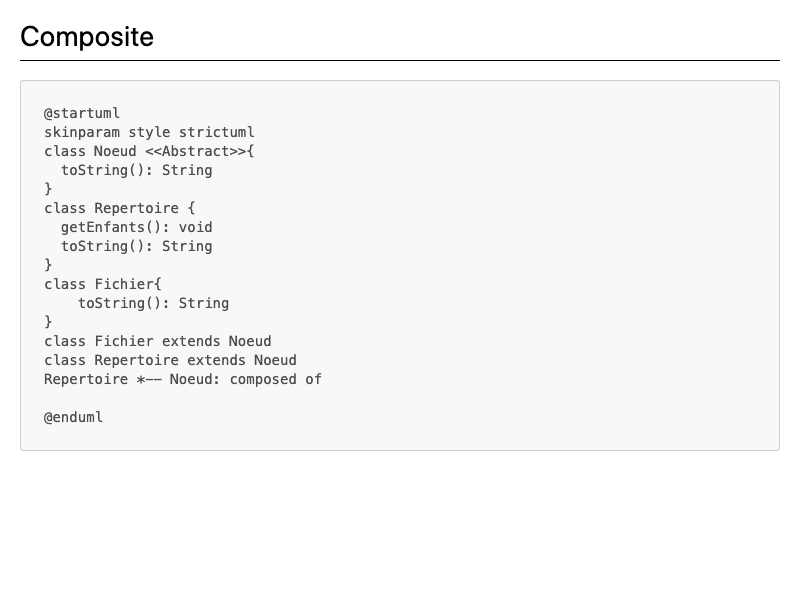 Composite
@startuml
skinparam style strictuml
class Noeud <<Abstract>>{
  toString(): String
}
class Repertoire {
  getEnfants(): void
  toString(): String
}
class Fichier{
    toString(): String
}
class Fichier extends Noeud
class Repertoire extends Noeud
Repertoire *-- Noeud: composed of

@enduml